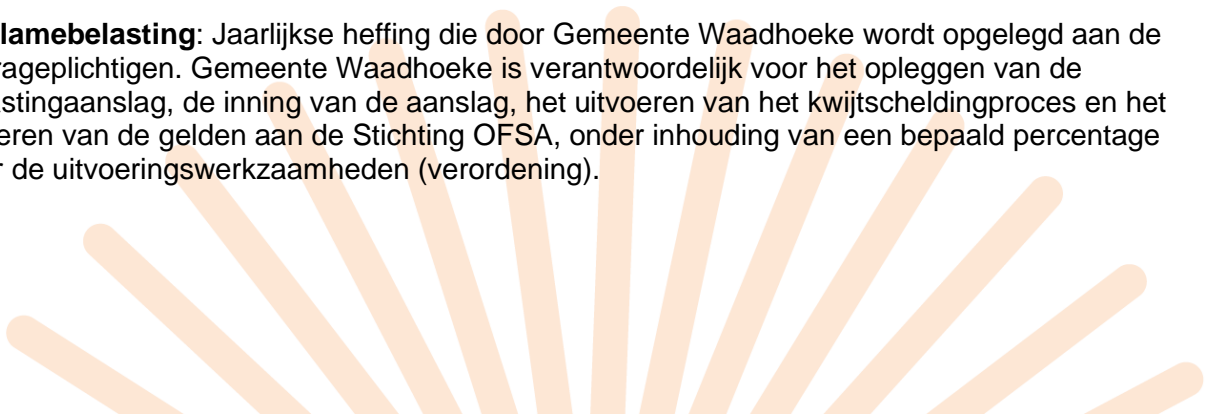 lamebelasting: Jaarlijkse heffing die door Gemeente Waadhoeke wordt opgelegd aan de
rageplichtigen. Gemeente Waadhoeke is verantwoordelijk voor het opleggen van de
stingaanslag, de inning van de aanslag, het uitvoeren van het kwijtscheldingproces en het
eren van de gelden aan de Stichting OFSA, onder inhouding van een bepaald percentage
r de uitvoeringswerkzaamheden (verordening).